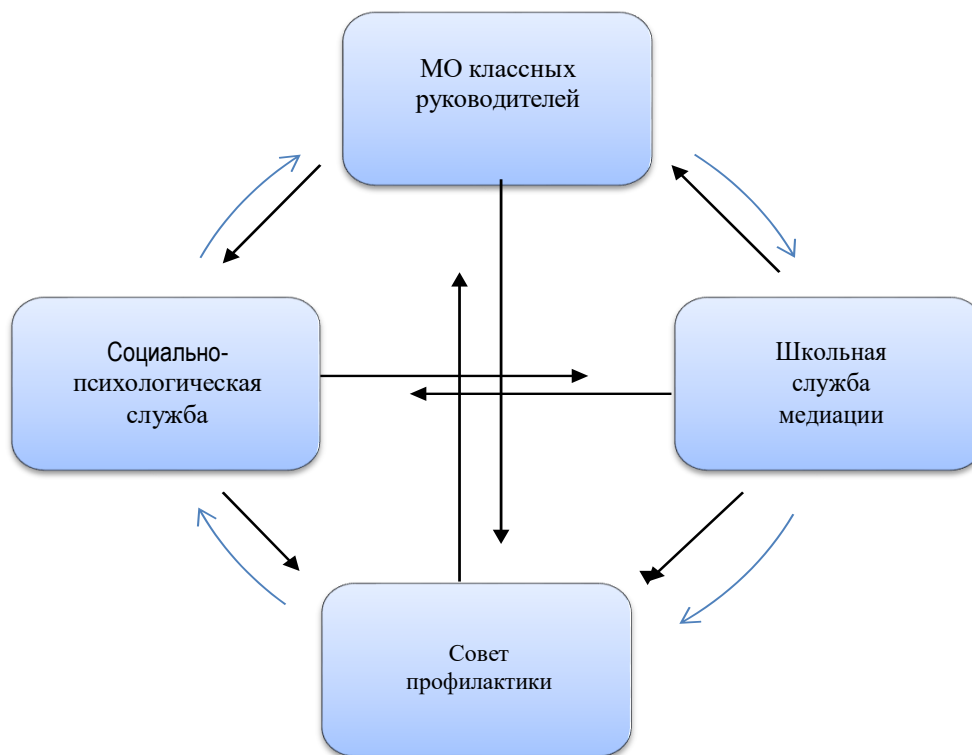 МО классных
руководителей
Социально-
психологическая
служба
Школьная
служба
медиации
Совет
профилактики